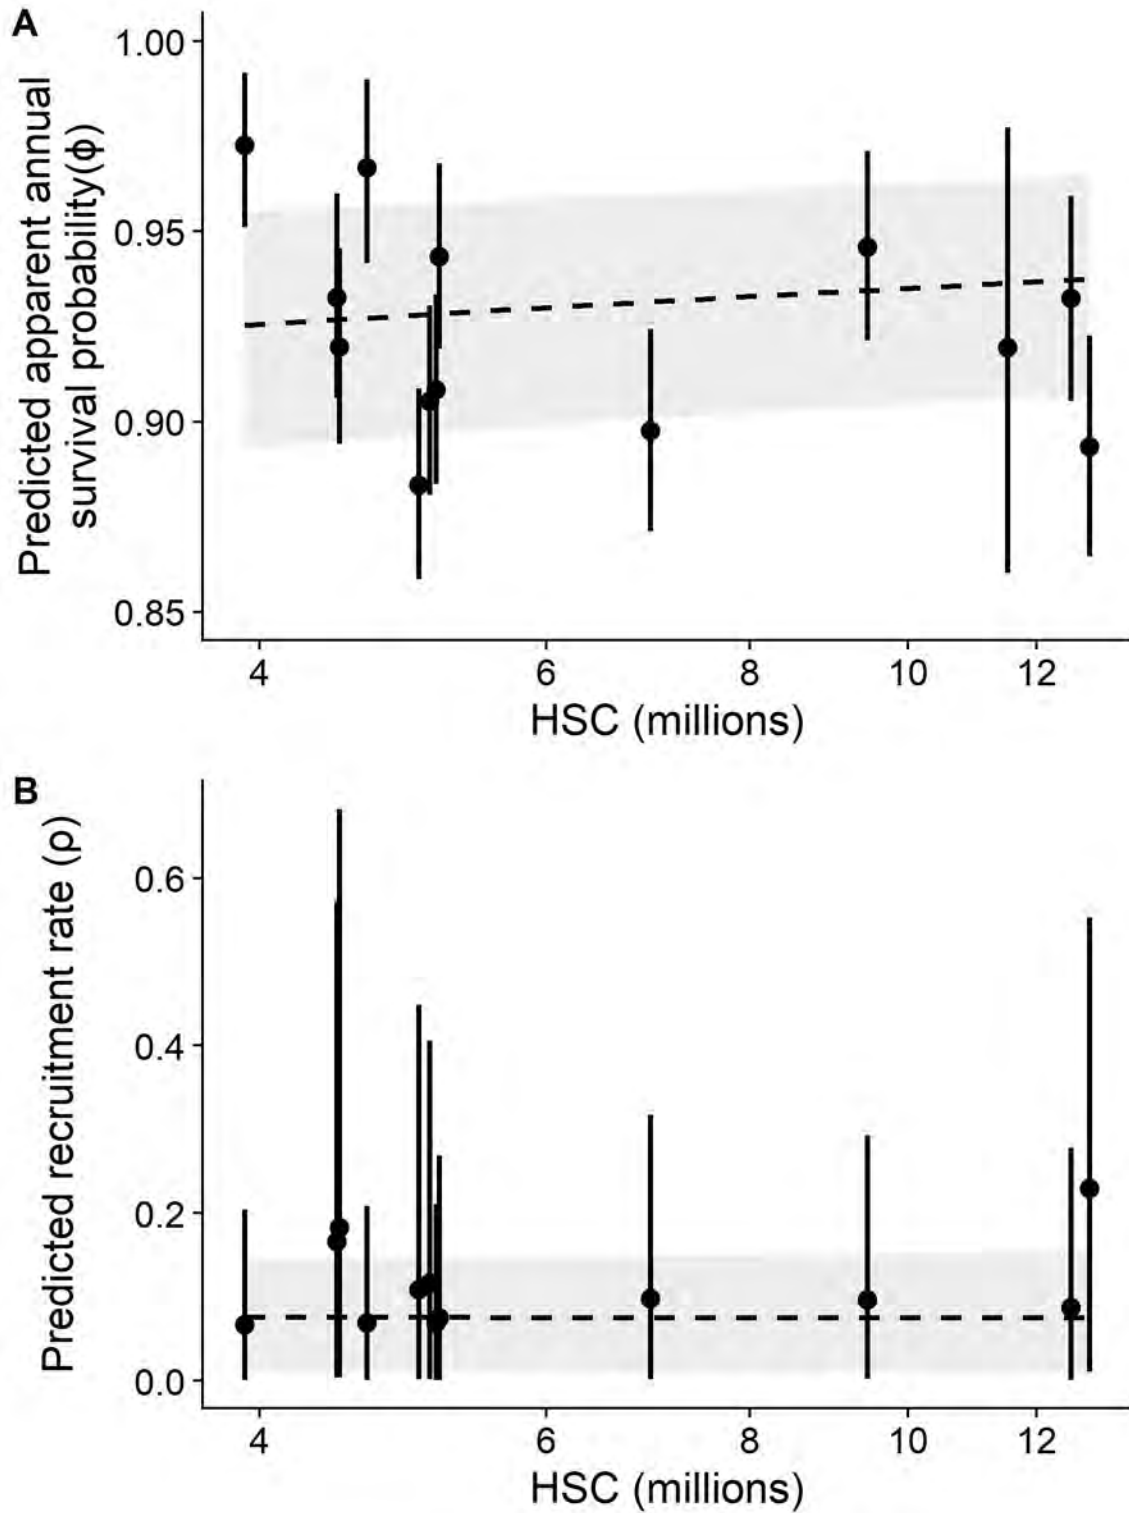 A
Predicted apparent annual
survival probability(ϕ)
1.00
0.95
0.90
0.85
4 6 8 10 12
HSC (millions)
B
Predicted recruitment rate (ρ)
0.6
0.4
0.2
0.0
4 6 8 10 12
HSC (millions)